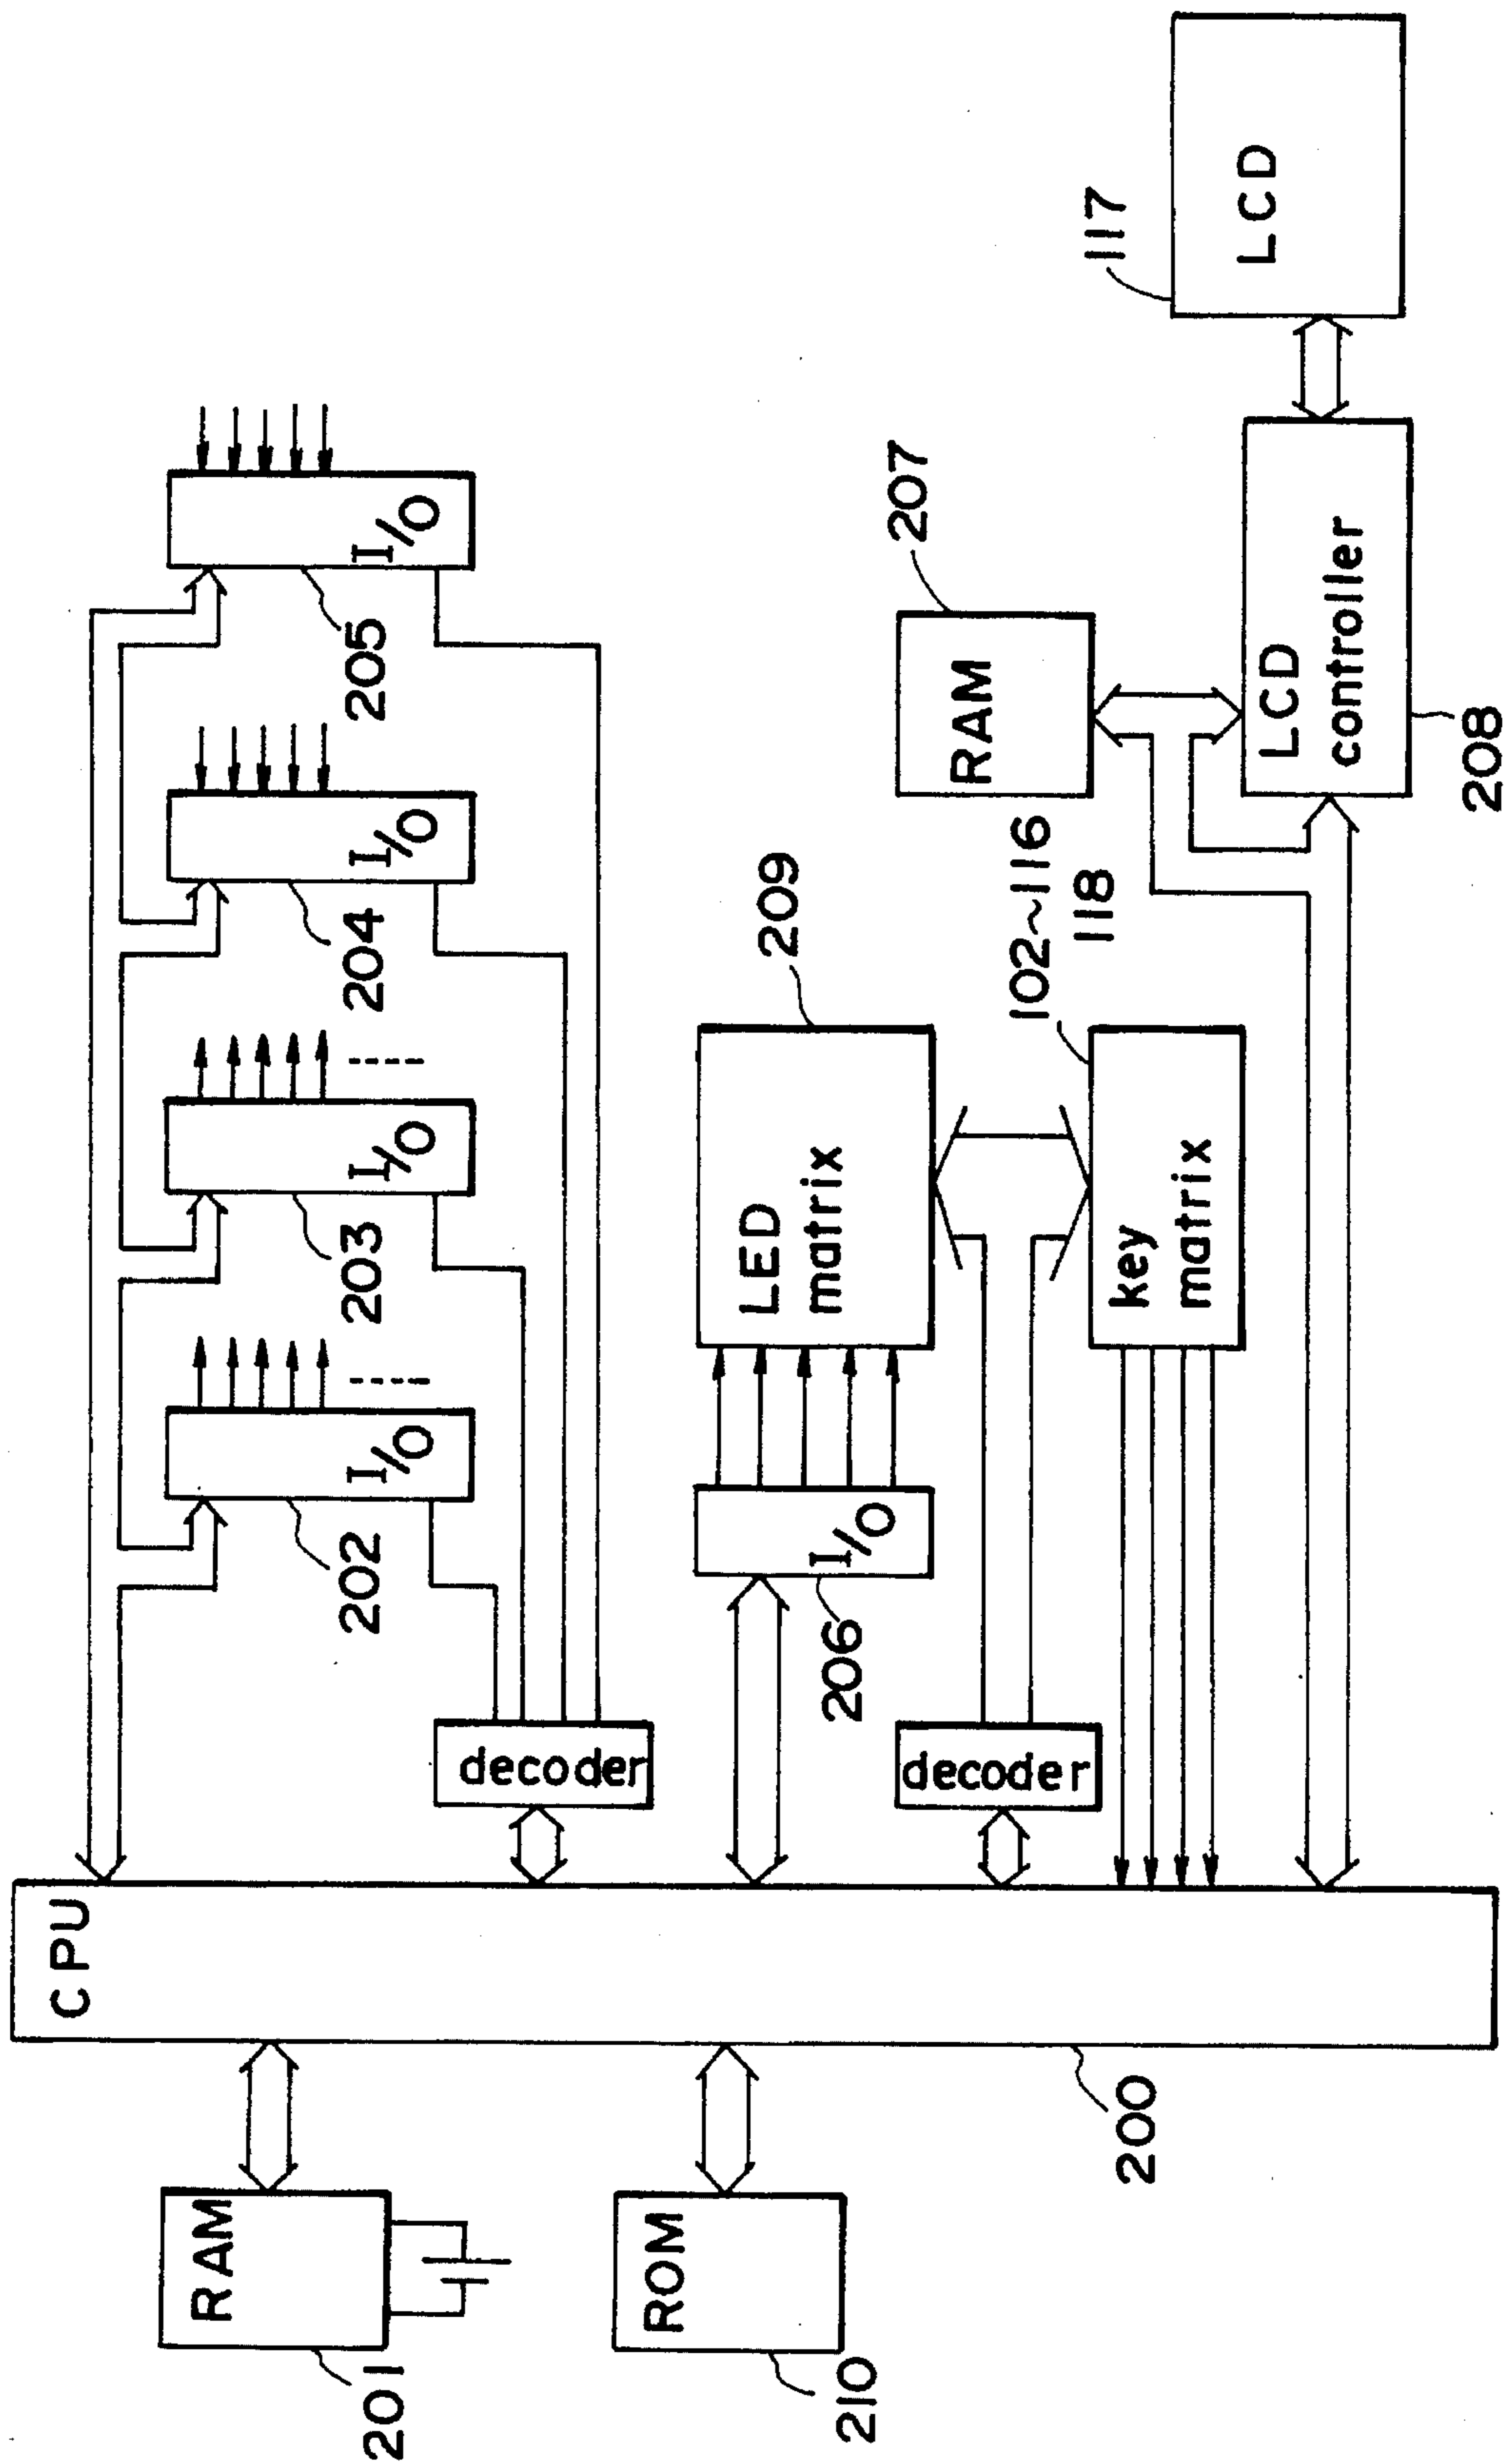 RAM
201
ROM
210
CPU
200
decoder
202
I/O
203
I/O
204
I/O
205
I/O
206
I/O
LED
matrix
209
decoder
key
matrix
102~116
118
RAM
207
LCD
controller
208
LCD
117